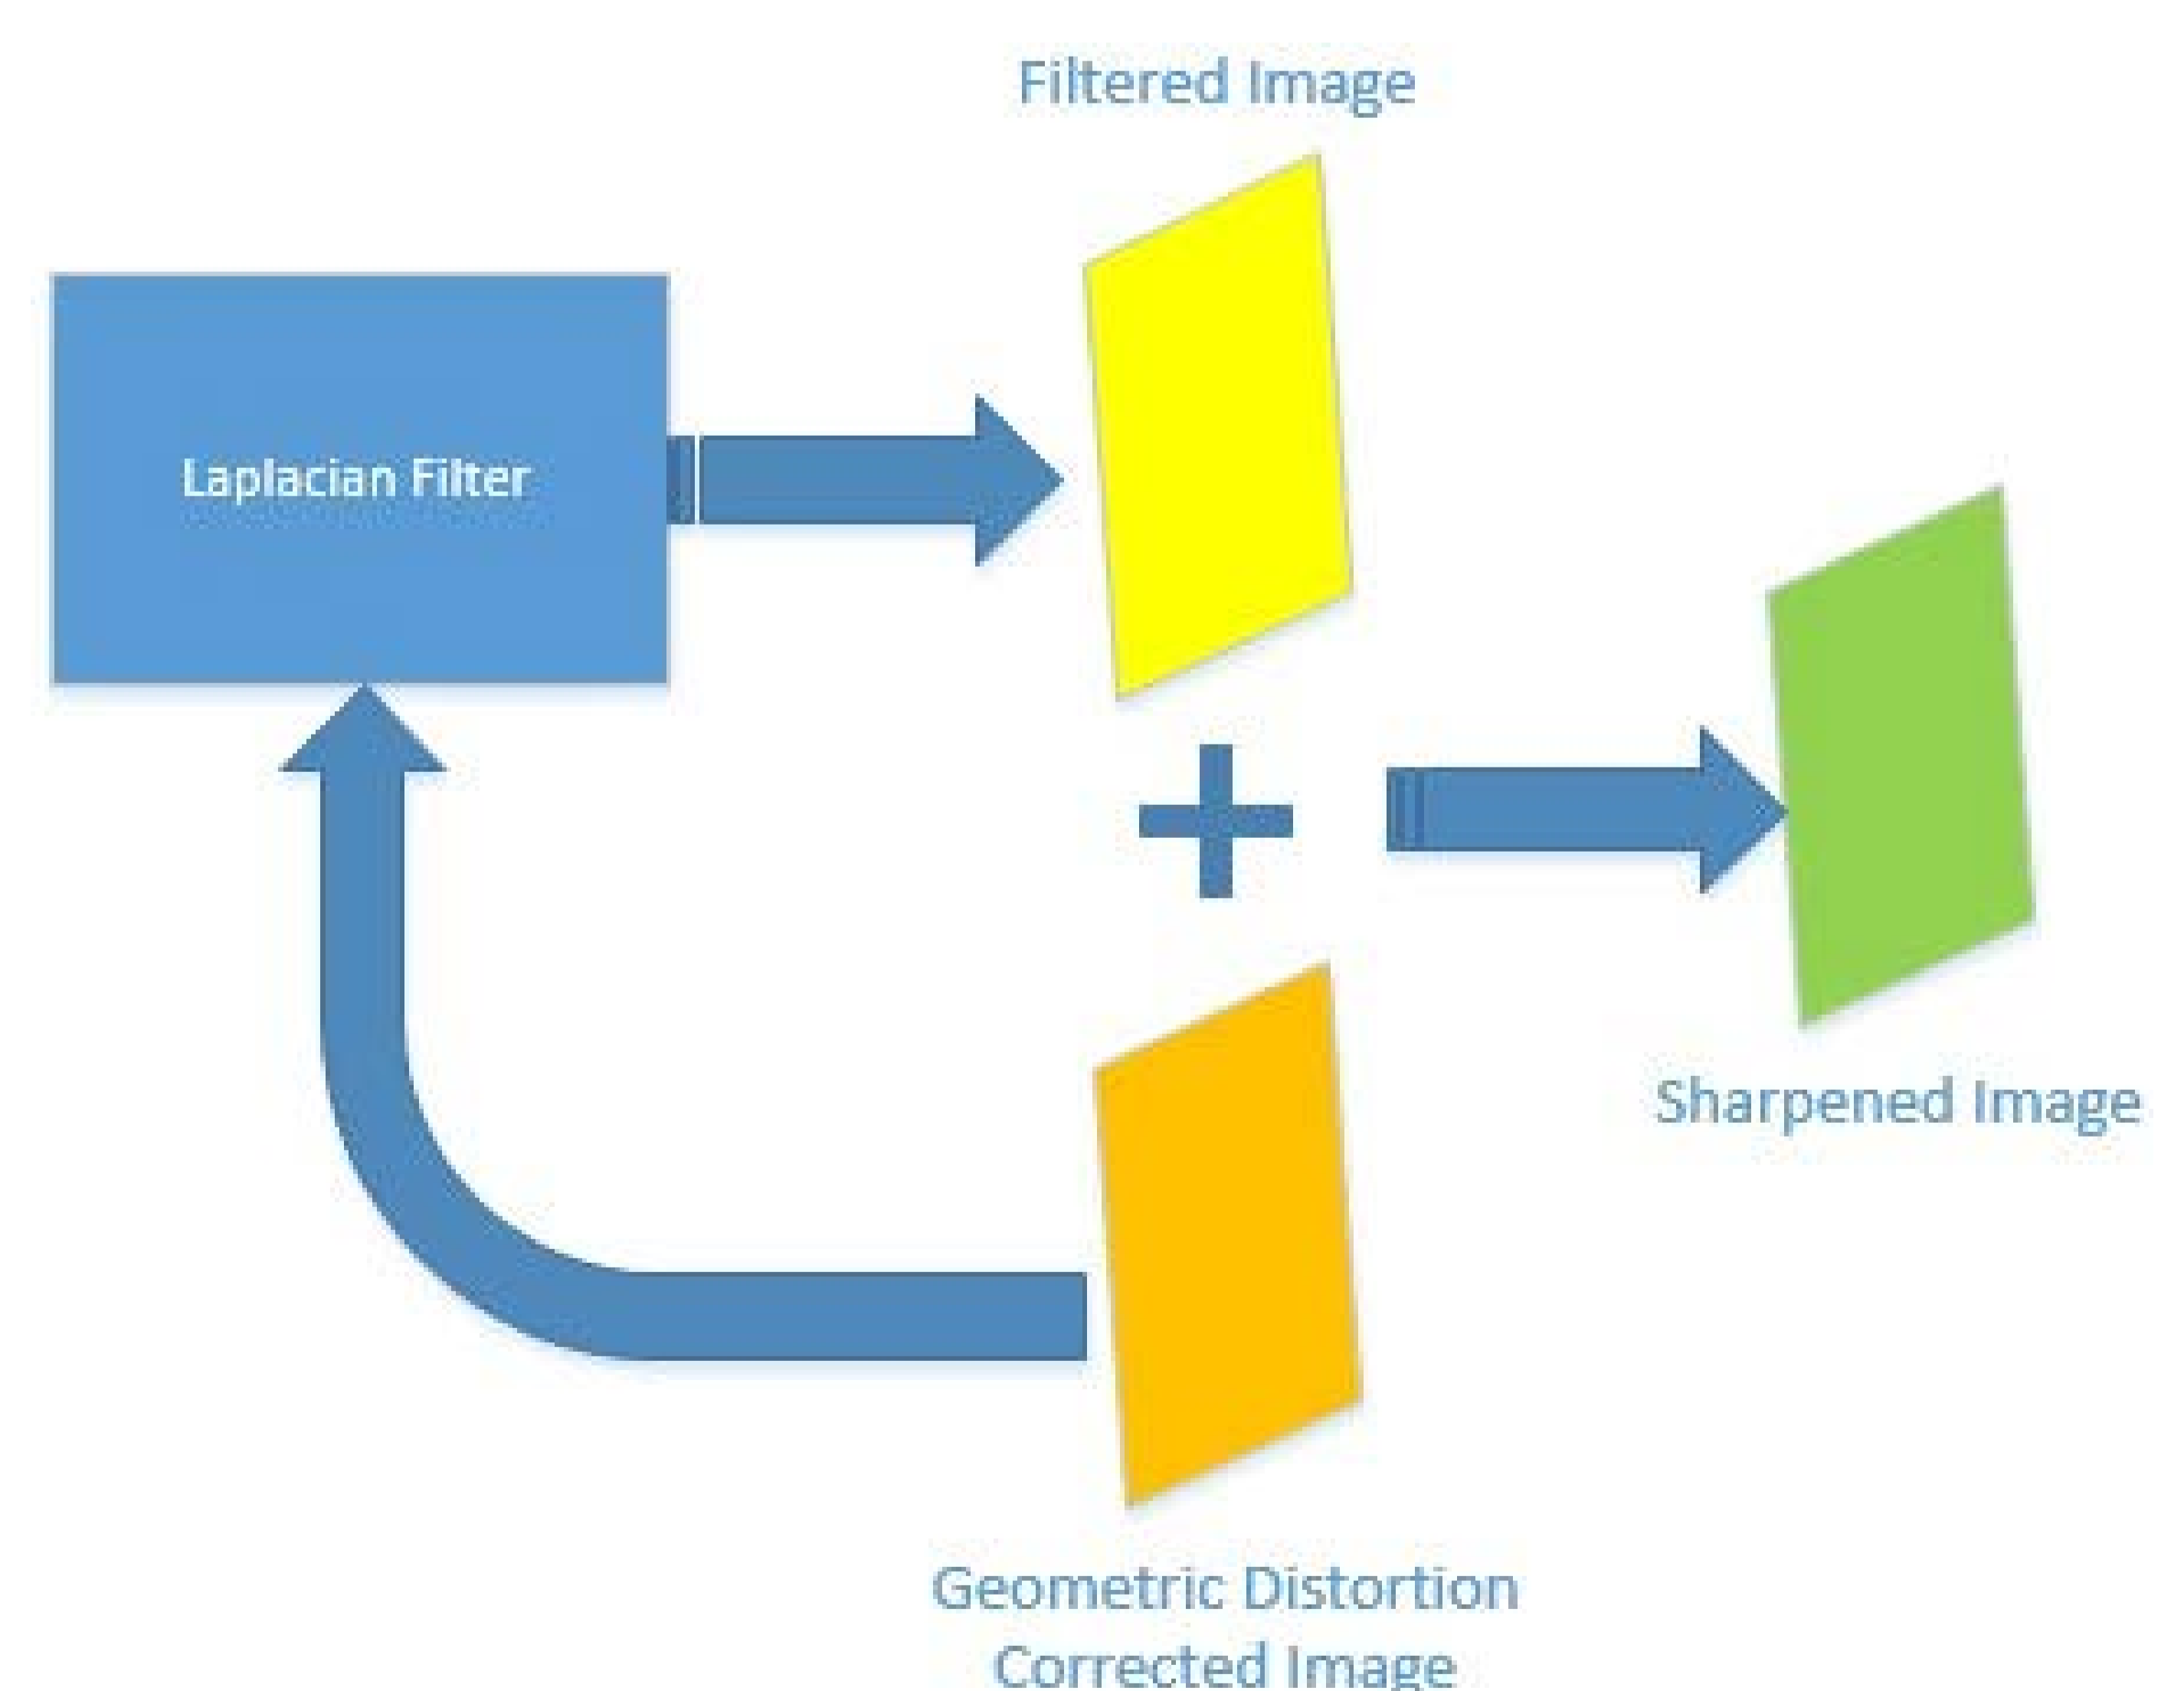 Filtered Image
Laplacian Filter
Sharpened Image
Geometric Distortion
Corrected Image